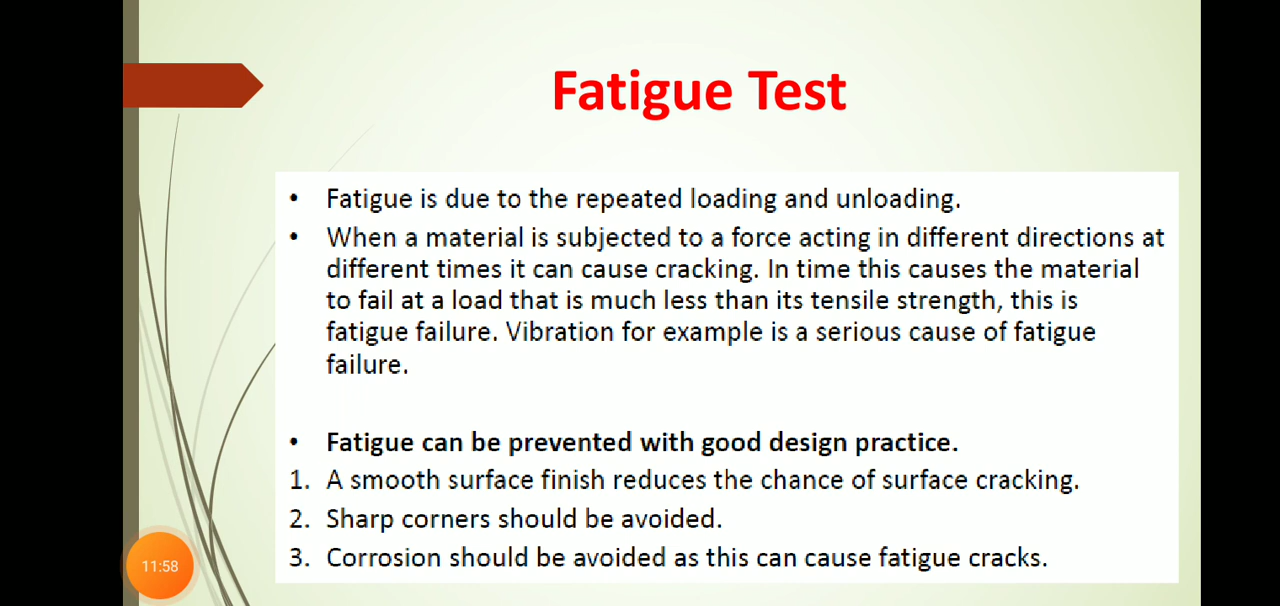 Fatigue Test
• Fatigue is due to the repeated loading and unloading.
• When a material is subjected to a force acting in different directions at
different times it can cause cracking. In time this causes the material
to fail at a load that is much less than its tensile strength, this is
fatigue failure. Vibration for example is a serious cause of fatigue
failure.
• Fatigue can be prevented with good design practice.
1. A smooth surface finish reduces the chance of surface cracking.
2. Sharp corners should be avoided.
3. Corrosion should be avoided as this can cause fatigue cracks.
11:58